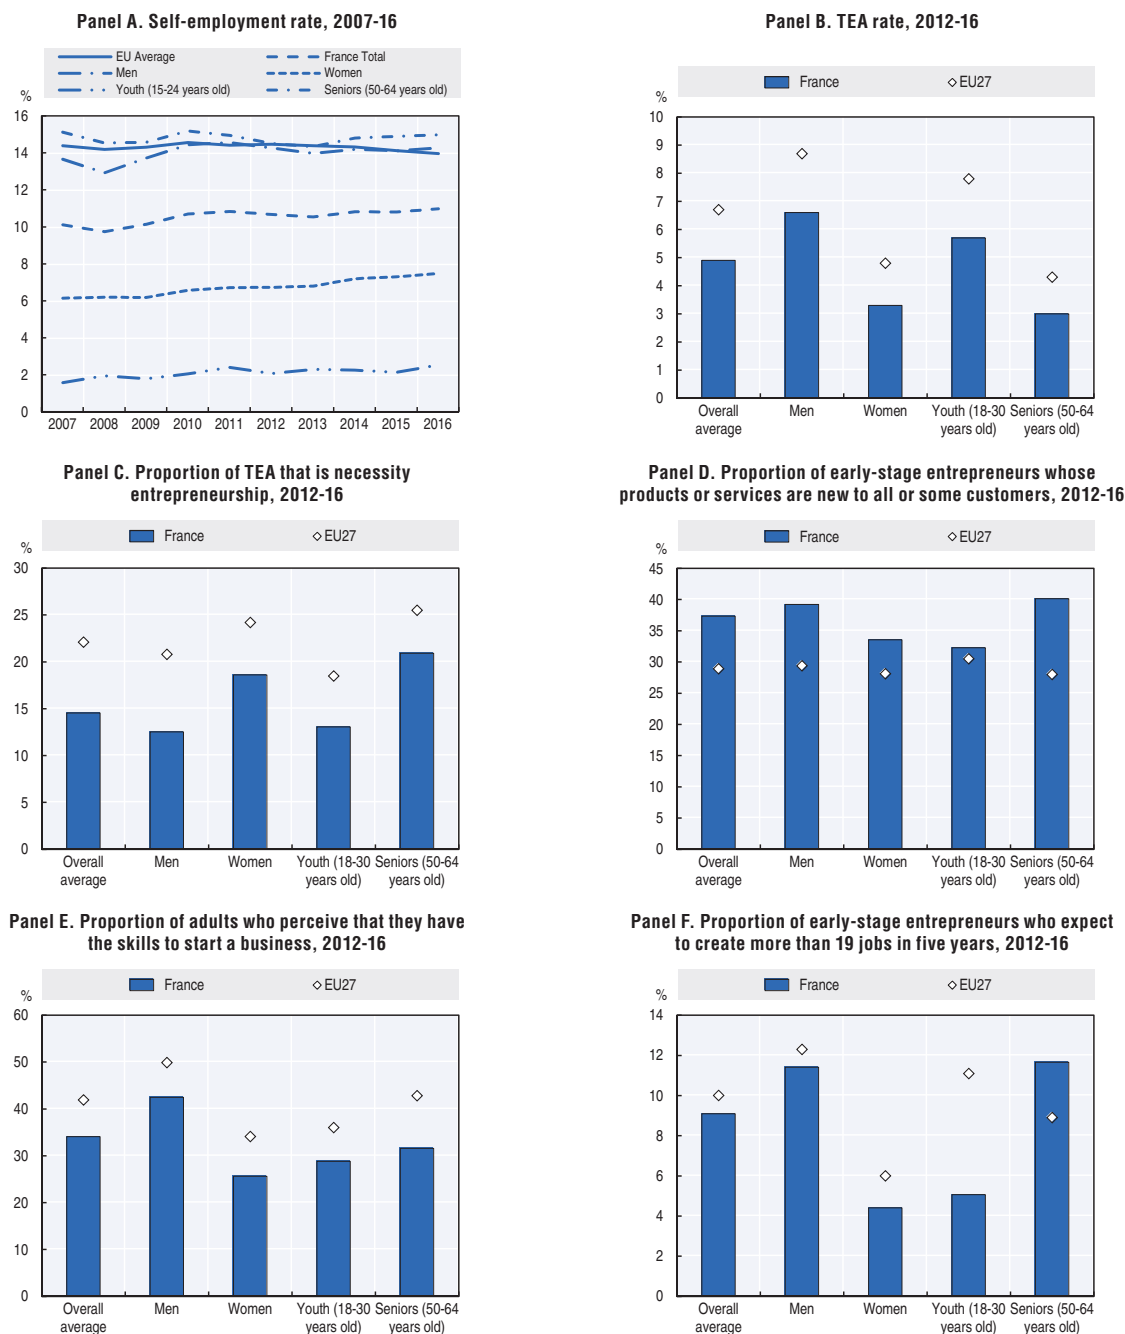 Panel A. Self-employment rate, 2007-16
EU Average
France Total
Men
Women
Youth (15-24 years old)
Seniors (50-64 years old)
%
16
14
12
10
8
6
4
2
0
2007 2008 2009 2010 2011 2012 2013 2014 2015 2016
Panel B. TEA rate, 2012-16
France
EU27
%
10
9
8
7
6
5
4
3
2
1
0
Overall Men Women Youth (18-30 Seniors (50-64
average years old) years old)
Panel C. Proportion of TEA that is necessity
entrepreneurship, 2012-16
France
EU27
%
30
25
20
15
10
5
0
Overall Men Women Youth (18-30 Seniors (50-64
average years old) years old)
Panel D. Proportion of early-stage entrepreneurs whose
products or services are new to all or some customers, 2012-16
France
EU27
%
45
40
35
30
25
20
15
10
5
0
Overall Men Women Youth (18-30 Seniors (50-64
average years old) years old)
Panel E. Proportion of adults who perceive that they have
the skills to start a business, 2012-16
France
EU27
%
60
50
40
30
20
10
0
Overall Men Women Youth (18-30 Seniors (50-64
average years old) years old)
Panel F. Proportion of early-stage entrepreneurs who expect
to create more than 19 jobs in five years, 2012-16
France
EU27
%
14
12
10
8
6
4
2
0
Overall Men Women Youth (18-30 Seniors (50-64
average years old) years old)